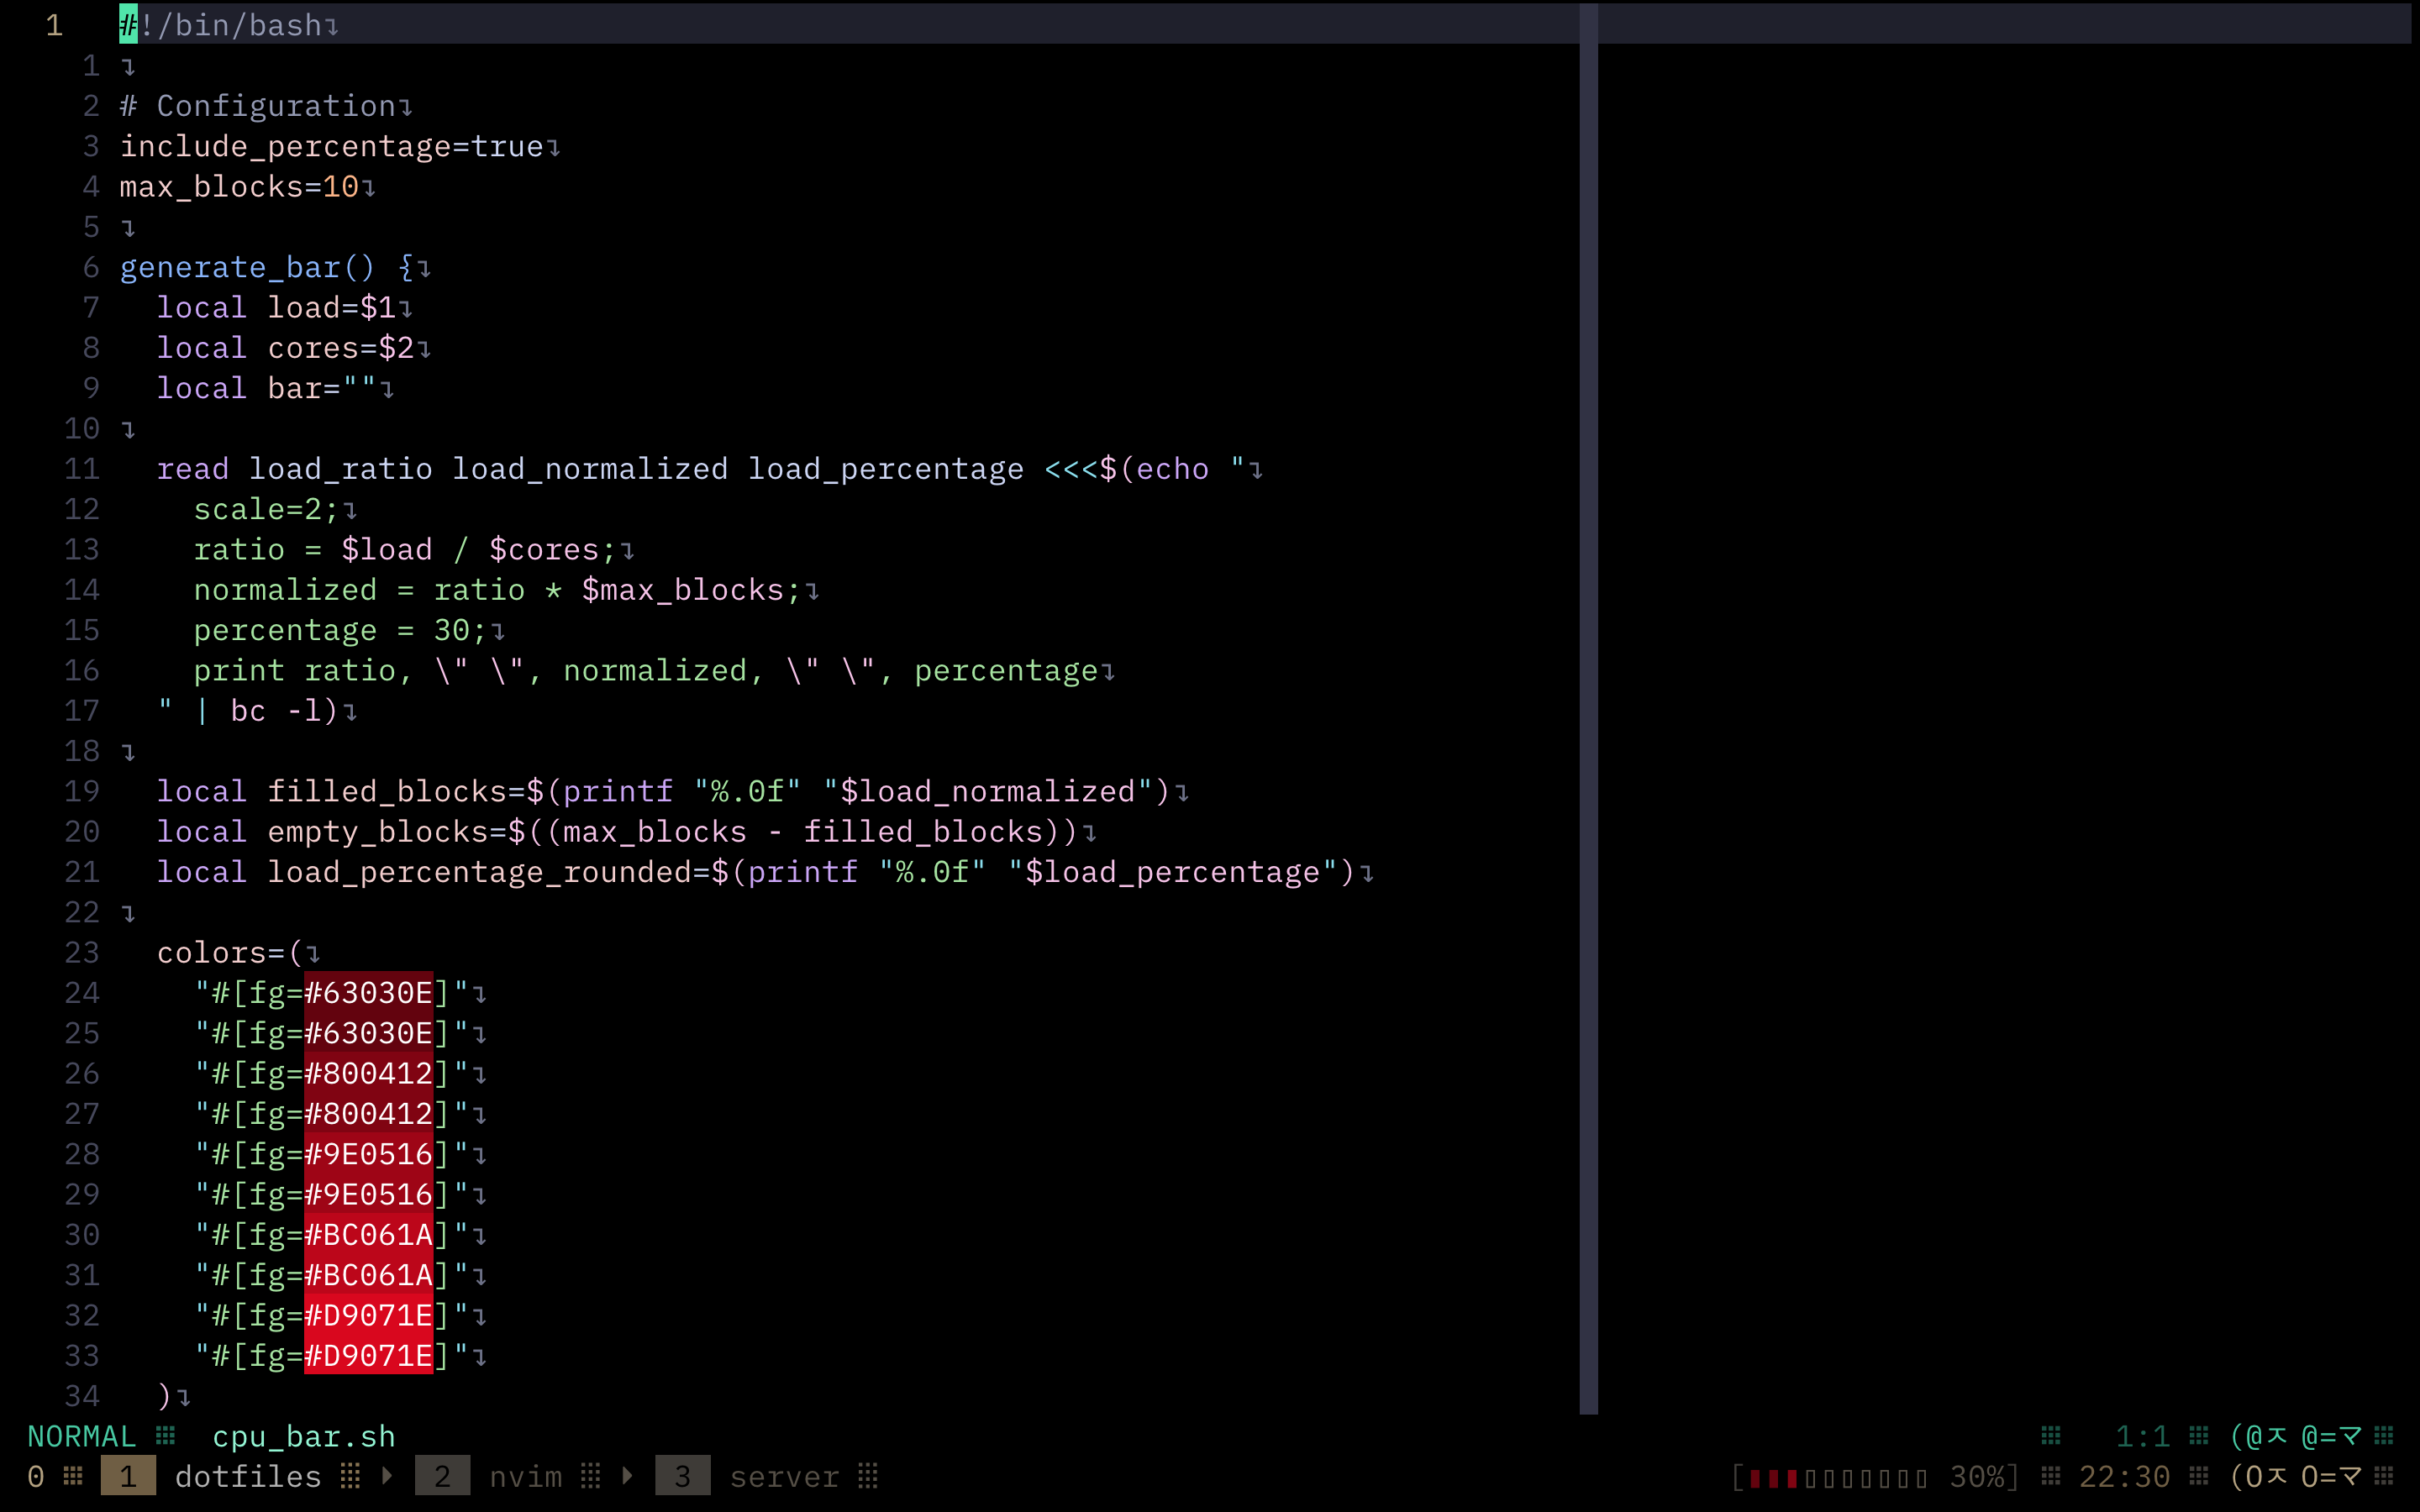 1 #!/bin/bash↴
1 ↴
2 # Configuration↴
3 include_percentage=true↴
4 max_blocks=10↴
5 ↴
6 generate_bar() {↴
7   local load=$1↴
8   local cores=$2↴
9   local bar=""↴
10 ↴
11   read load_ratio load_normalized load_percentage <<<$(echo "↴
12     scale=2;↴
13     ratio = $load / $cores;↴
14     normalized = ratio * $max_blocks;↴
15     percentage = 30;↴
16     print ratio, \" \", normalized, \" \", percentage↴
17   " | bc -l)↴
18 ↴
19   local filled_blocks=$(printf "%.0f" "$load_normalized")↴
20   local empty_blocks=$((max_blocks - filled_blocks))↴
21   local load_percentage_rounded=$(printf "%.0f" "$load_percentage")↴
22 ↴
23   colors=(↴
24     "#[fg=#63030E]"↴
25     "#[fg=#63030E]"↴
26     "#[fg=#800412]"↴
27     "#[fg=#800412]"↴
28     "#[fg=#9E0516]"↴
29     "#[fg=#9E0516]"↴
30     "#[fg=#BC061A]"↴
31     "#[fg=#BC061A]"↴
32     "#[fg=#D9071E]"↴
33     "#[fg=#D9071E]"↴
34   )↴
NORMAL cpu_bar.sh 1:1 (@ㅈ @=マ
0 1 dotfiles 2 nvim 3 server [▮▮▮▯▯▯▯▯▯▯ 30%] 22:30 (Oㅈ O=マ